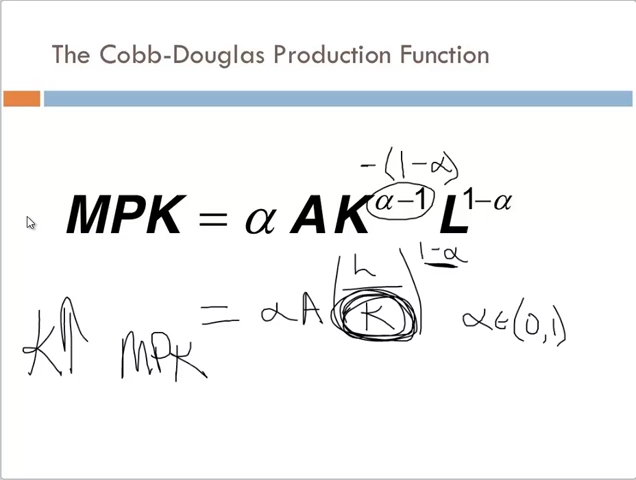 The Cobb-Douglas Production Function
-(1-α)
MPK = α AK^{α-1} L^{1-α}
= αA(L/K)^{1-α}
α∈(0,1)
K↑ MPK